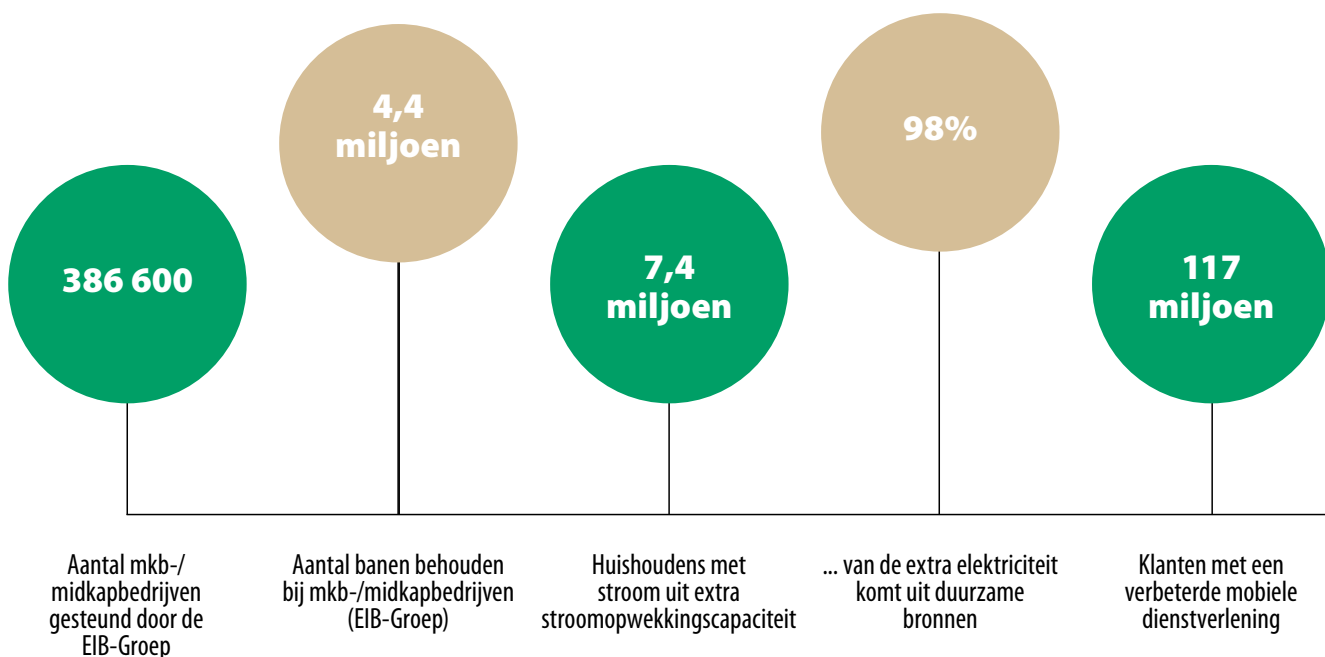 386 600
Aantal mkb-/
midkapbedrijven
gesteund door de
EIB-Groep
4,4
miljoen
Aantal banen behouden
bij mkb-/midkapbedrijven
(EIB-Groep)
7,4
miljoen
Huishoudens met
stroom uit extra
stroomopwekkingscapaciteit
98%
... van de extra elektriciteit
komt uit duurzame
bronnen
117
miljoen
Klanten met een
verbeterde mobiele
dienstverlening